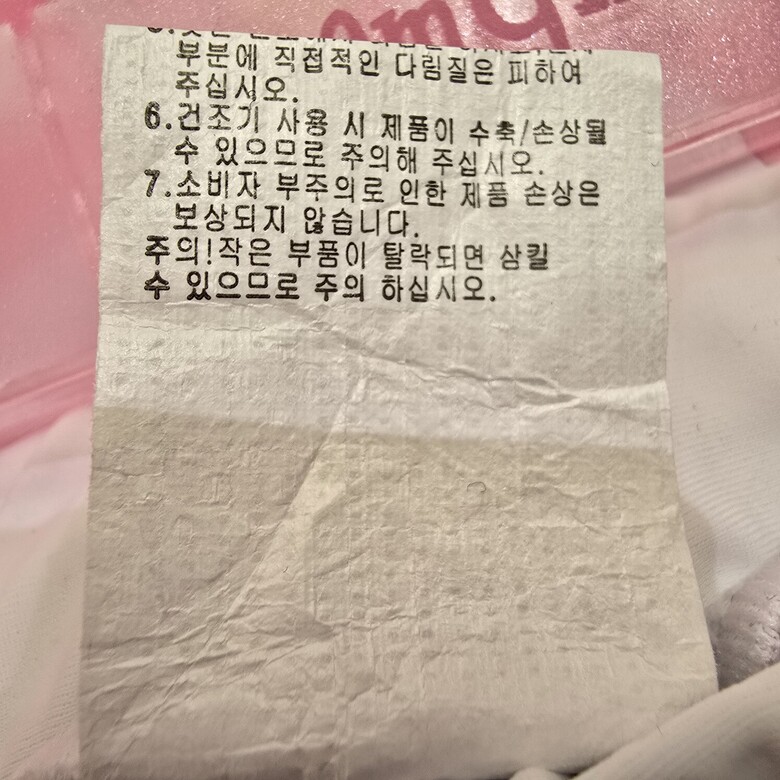 부분에 직접적인 다림질은 피하여
주십시오.
6.건조기 사용 시 제품이 수축/손상될
수 있으므로 주의해 주십시오.
7.소비자 부주의로 인한 제품 손상은
보상되지 않습니다.
주의!작은 부품이 탈락되면 삼킬
수 있으므로 주의 하십시오.